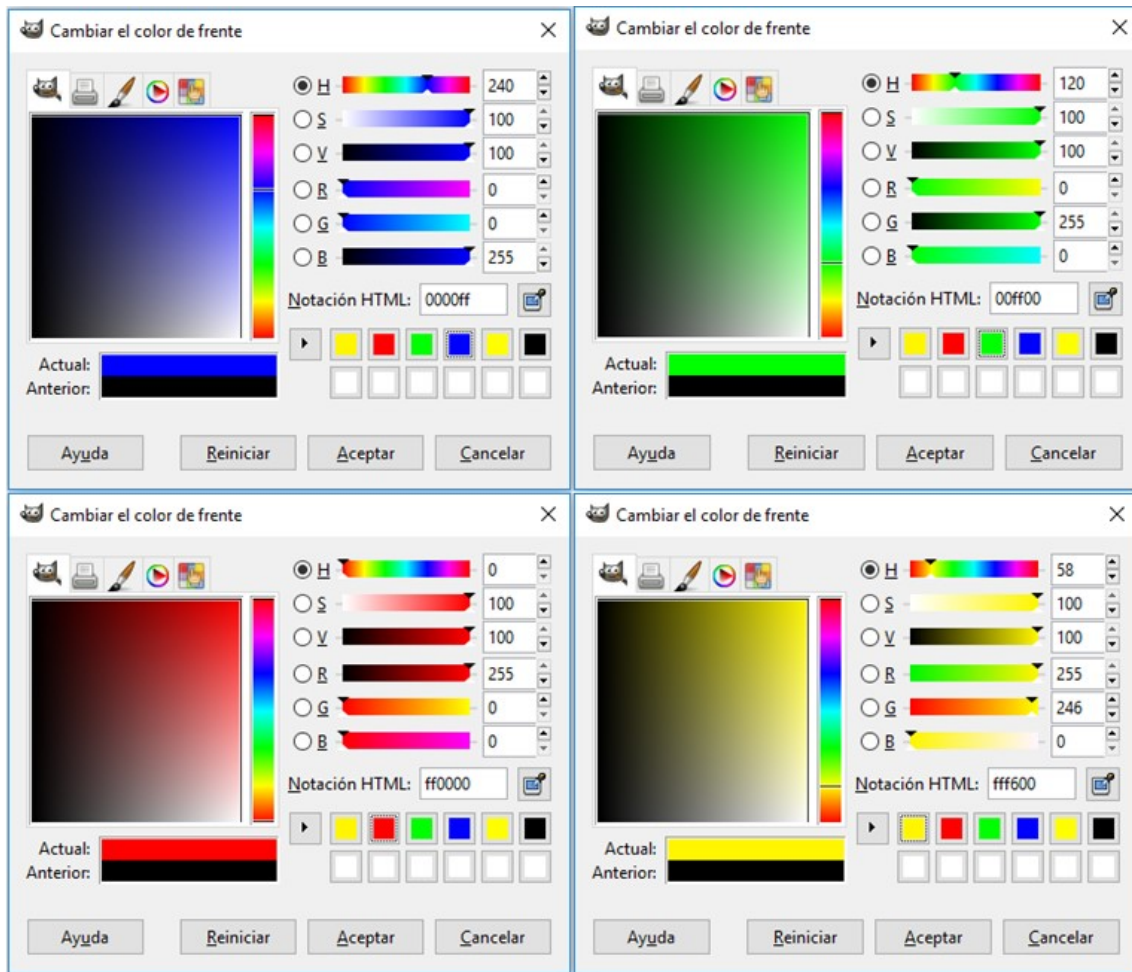 Cambiar el color de frente
H 240
S 100
V 100
R 0
G 0
B 255
Notación HTML: 0000ff
Actual:
Anterior:
Ayuda Reiniciar Aceptar Cancelar
Cambiar el color de frente
H 120
S 100
V 100
R 0
G 255
B 0
Notación HTML: 00ff00
Actual:
Anterior:
Ayuda Reiniciar Aceptar Cancelar
Cambiar el color de frente
H 0
S 100
V 100
R 255
G 0
B 0
Notación HTML: ff0000
Actual:
Anterior:
Ayuda Reiniciar Aceptar Cancelar
Cambiar el color de frente
H 58
S 100
V 100
R 255
G 246
B 0
Notación HTML: fff600
Actual:
Anterior:
Ayuda Reiniciar Aceptar Cancelar